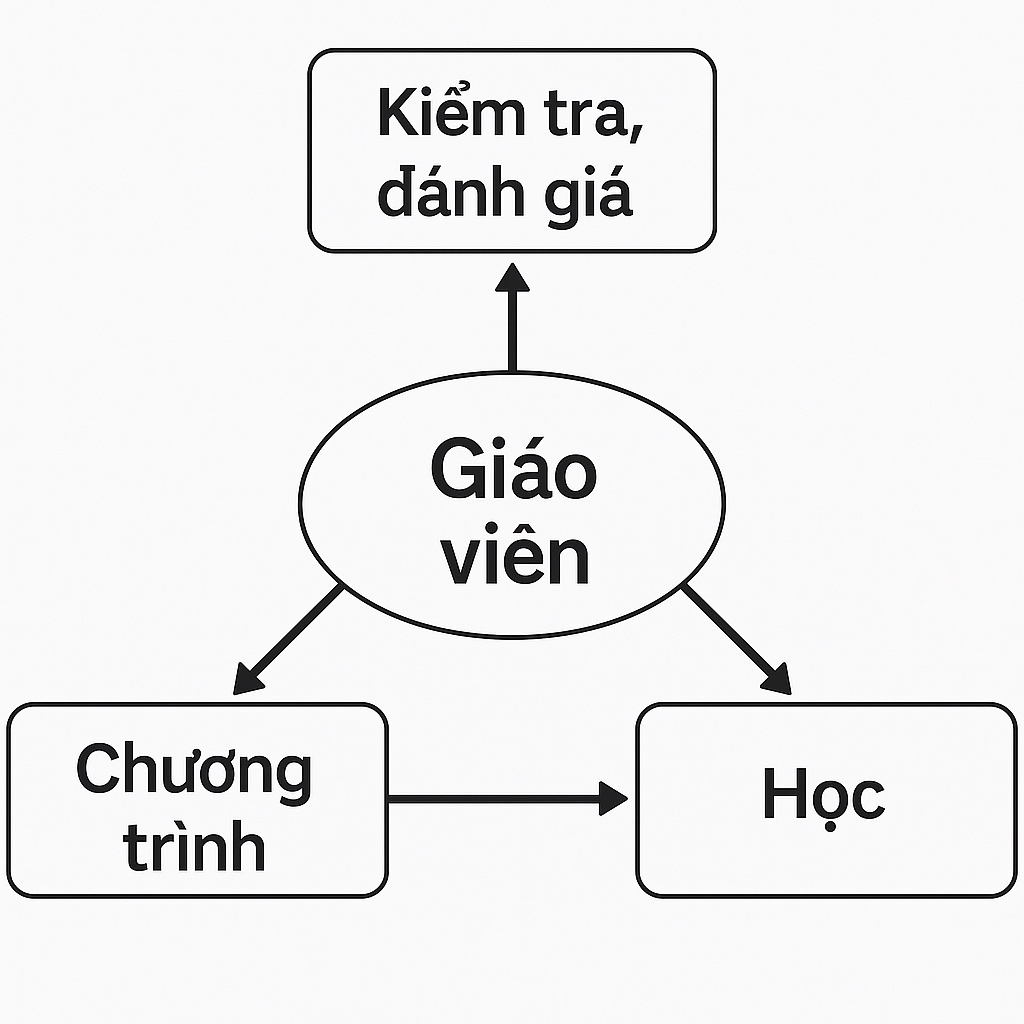 Kiểm tra,
đánh giá
Giáo
viên
Chương
trình
Học